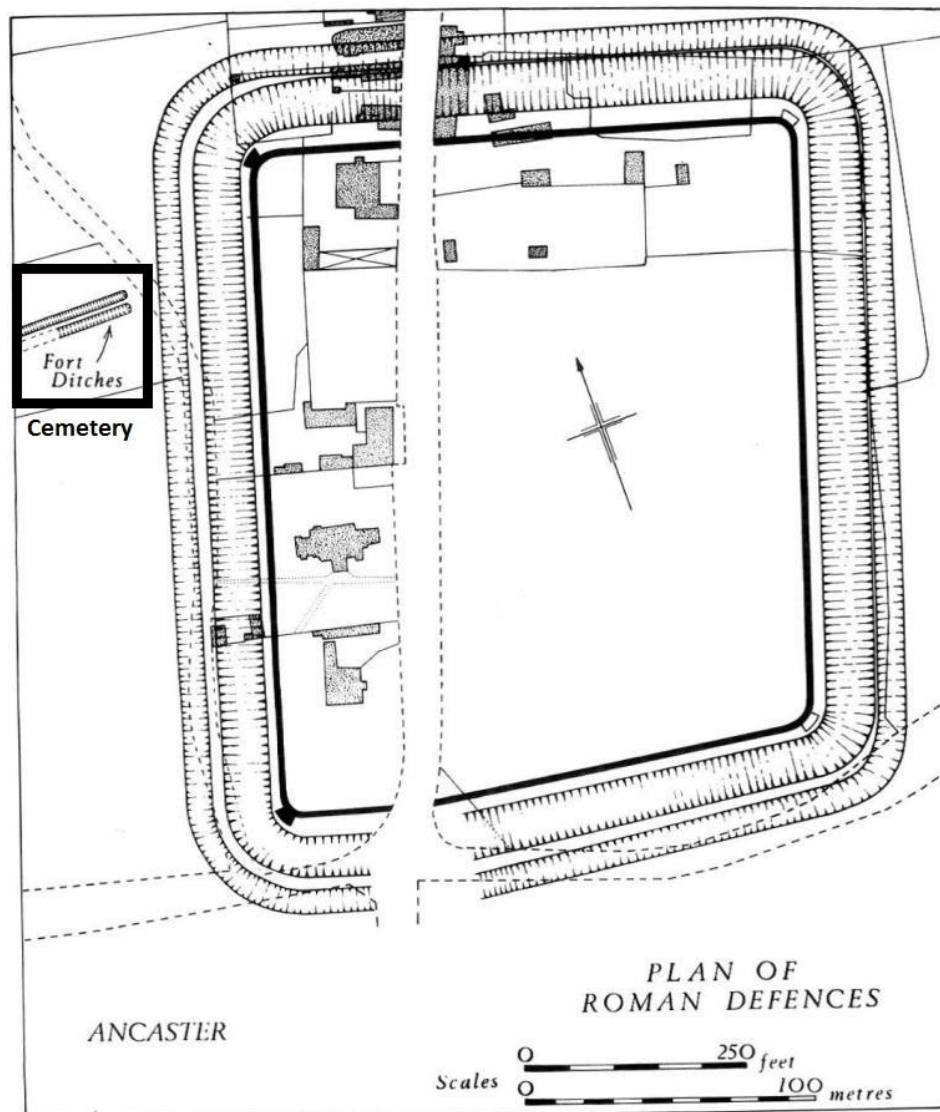 Fort
Ditches
Cemetery
PLAN OF
ROMAN DEFENCES
ANCASTER
Scales
0 250 feet
0 100 metres